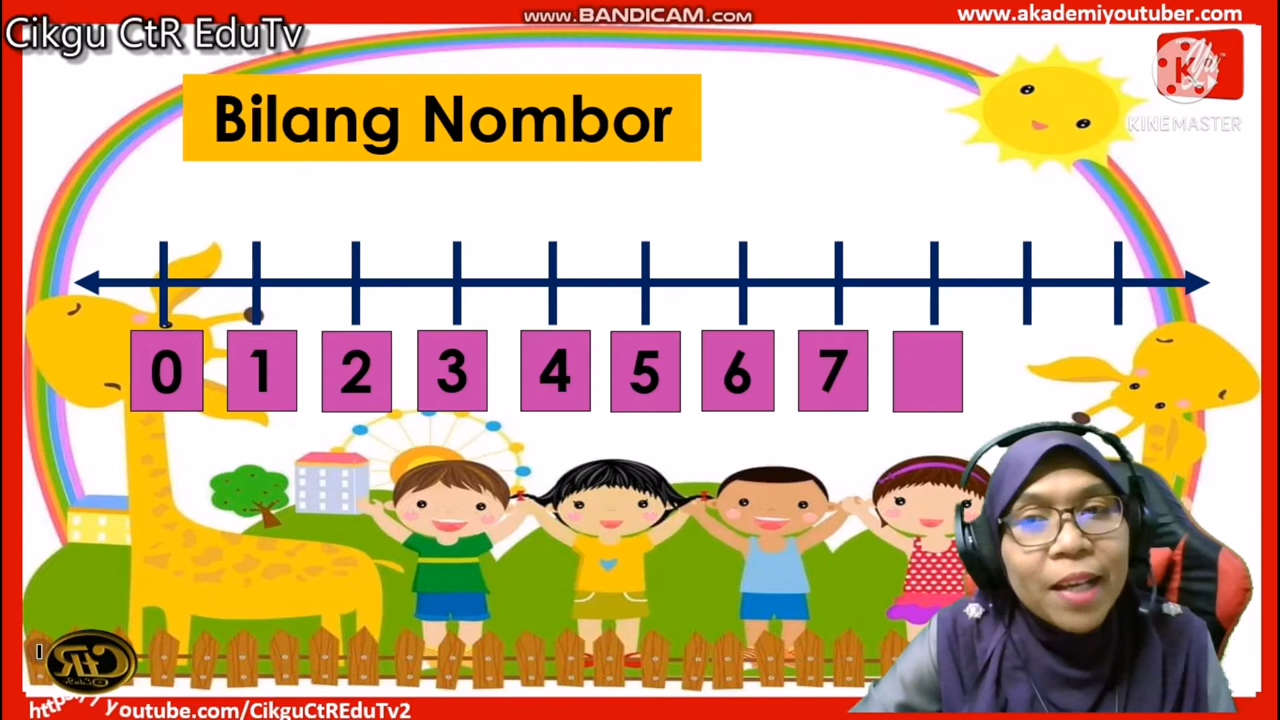 www.BANDICAM.com
www.akademiyoutuber.com
Cikgu CtR EduTv
KINEMASTER
Bilang Nombor
0 1 2 3 4 5 6 7
CtR
youtube.com/CikguCtREduTv2